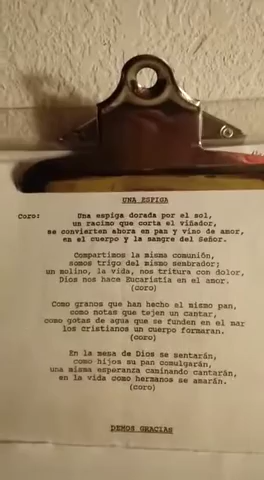 UNA ESPIGA
Coro: Una espiga dorada por el sol,
un racimo que corta el viñador,
se convierten ahora en pan y vino de amor,
en el cuerpo y la sangre del Señor.
Compartimos la misma comunión,
somos trigo del mismo sembrador;
un molino, la vida, nos tritura con dolor,
Dios nos hace Eucaristía en el amor.
(coro)
Como granos que han hecho el mismo pan,
como notas que tejen un cantar,
como gotas de agua que se funden en el mar
los cristianos un cuerpo formaran.
(coro)
En la mesa de Dios se sentarán,
como hijos su pan comulgarán,
una misma esperanza caminando cantarán,
en la vida como hermanos se amarán.
(coro)
DEMOS GRACIAS